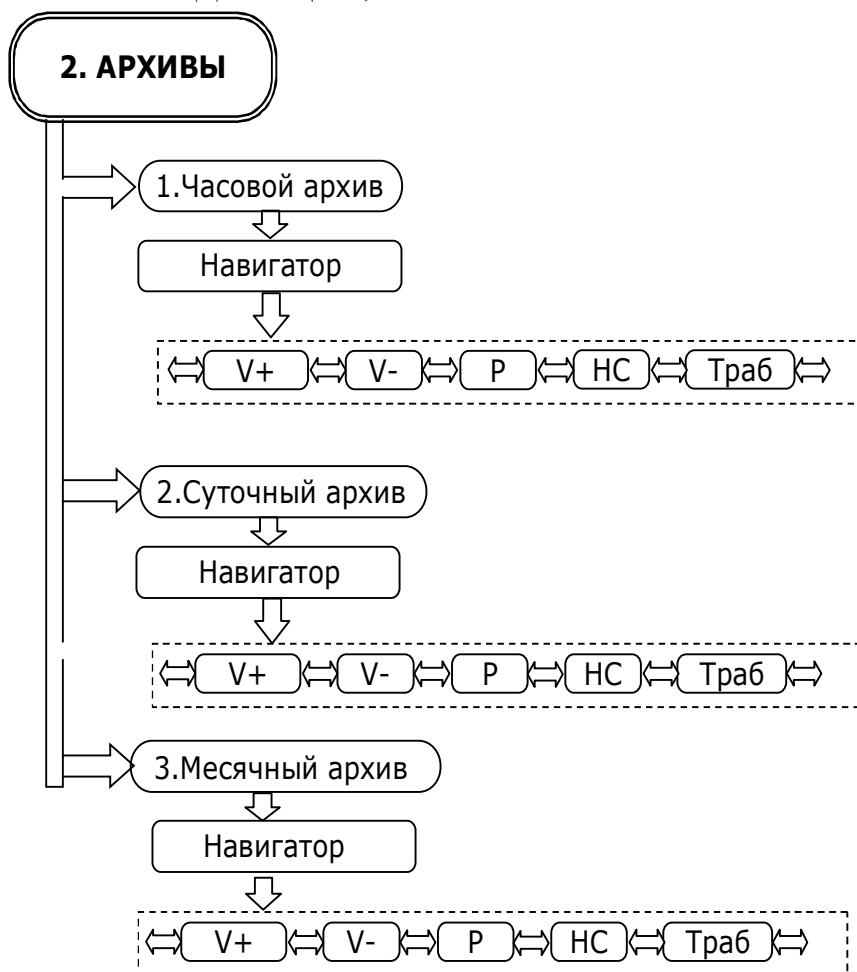 2. АРХИВЫ
1.Часовой архив
Навигатор
V+ V- P НС Траб
2.Суточный архив
Навигатор
V+ V- P НС Траб
3.Месячный архив
Навигатор
V+ V- P НС Траб